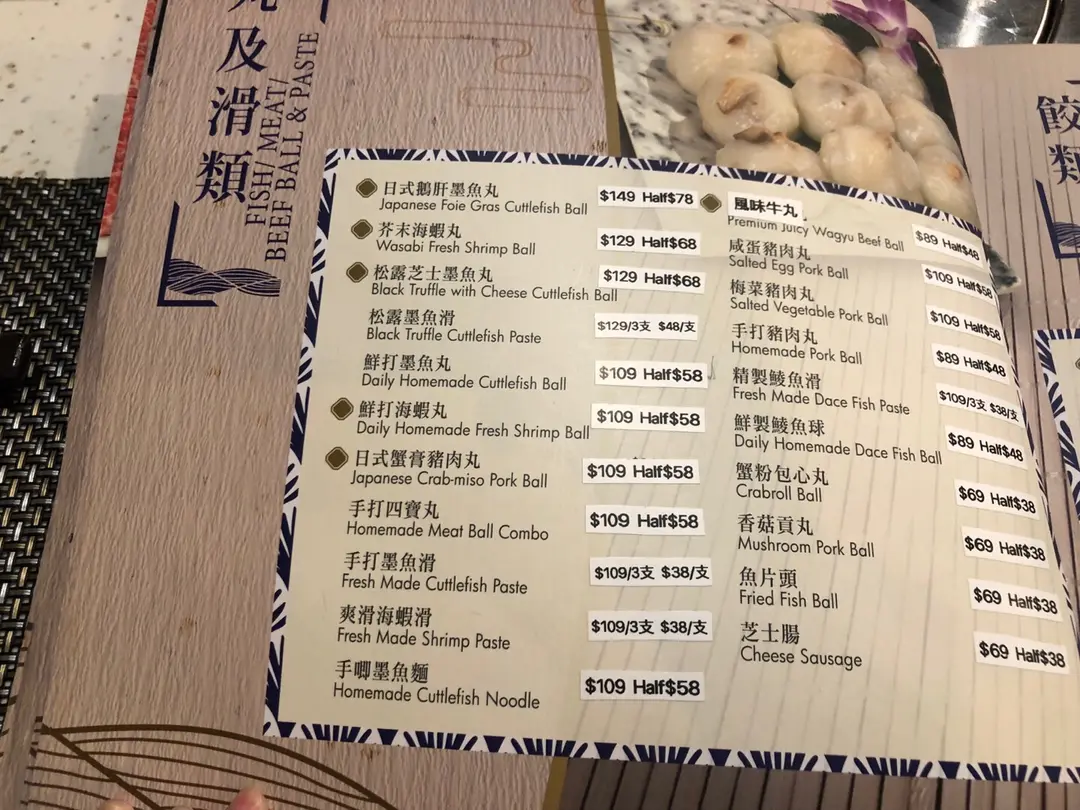 丸及滑類
FISH/ MEAT/
BEEF BALL & PASTE
日式鵝肝墨魚丸 $149 Half$78
Japanese Foie Gras Cuttlefish Ball
芥末海蝦丸 $129 Half$68
Wasabi Fresh Shrimp Ball
松露芝士墨魚丸 $129 Half$68
Black Truffle with Cheese Cuttlefish Ball
松露墨魚滑 $129/3支 $48/支
Black Truffle Cuttlefish Paste
鮮打墨魚丸 $109 Half$58
Daily Homemade Cuttlefish Ball
鮮打海蝦丸 $109 Half$58
Daily Homemade Fresh Shrimp Ball
日式蟹膏豬肉丸 $109 Half$58
Japanese Crab-miso Pork Ball
手打四寶丸 $109 Half$58
Homemade Meat Ball Combo
手打墨魚滑 $109/3支 $38/支
Fresh Made Cuttlefish Paste
爽滑海蝦滑 $109/3支 $38/支
Fresh Made Shrimp Paste
手唧墨魚麵 $109 Half$58
Homemade Cuttlefish Noodle
風味牛丸 $89 Half$48
Premium Juicy Wagyu Beef Ball
咸蛋豬肉丸 $109 Half$58
Salted Egg Pork Ball
梅菜豬肉丸 $109 Half$58
Salted Vegetable Pork Ball
手打豬肉丸 $89 Half$48
Homemade Pork Ball
精製鯪魚滑 $109/3支 $38/支
Fresh Made Dace Fish Paste
鮮製鯪魚球 $89 Half$48
Daily Homemade Dace Fish Ball
蟹粉包心丸 $69 Half$38
Crabroll Ball
香菇貢丸 $69 Half$38
Mushroom Pork Ball
魚片頭 $69 Half$38
Fried Fish Ball
芝士腸 $69 Half$38
Cheese Sausage
餃
類